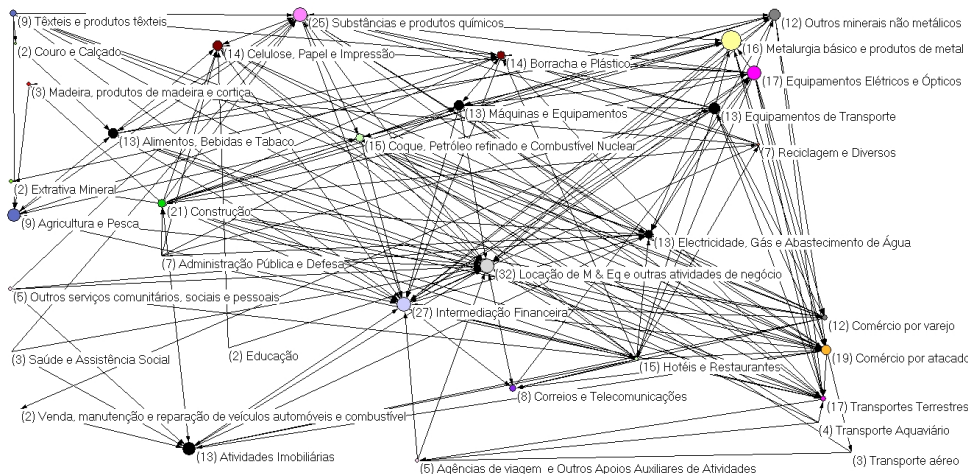 (9) Têxteis e produtos têxteis
(25) Substâncias e produtos químicos
(12) Outros minerais não metálicos
(2) Couro e Calçado
(14) Celulose, Papel e Impressão
(16) Metalurgia básico e produtos de metal
(14) Borracha e Plástico
(17) Equipamentos Elétricos e Ópticos
(3) Madeira, produtos de madeira e cortiça
(13) Máquinas e Equipamentos
(13) Equipamentos de Transporte
(13) Alimentos, Bebidas e Tabaco
(15) Coque, Petróleo refinado e Combustível Nuclear
(7) Reciclagem e Diversos
(2) Extrativa Mineral
(21) Construção
(9) Agricultura e Pesca
(13) Electricidade, Gás e Abastecimento de Água
(7) Administração Pública e Defesa
(32) Locação de M & Eq e outras atividades de negócio
(5) Outros serviços comunitários, sociais e pessoais
(27) Intermediação Financeira
(12) Comércio por varejo
(3) Saúde e Assistência Social
(2) Educação
(19) Comércio por atacado
(15) Hotéis e Restaurantes
(8) Correios e Telecomunicações
(17) Transportes Terrestres
(2) Venda, manutenção e reparação de veículos automóveis e combustível
(4) Transporte Aquaviário
(13) Atividades Imobiliárias
(3) Transporte aéreo
(5) Agências de viagem e Outros Apoios Auxiliares de Atividades